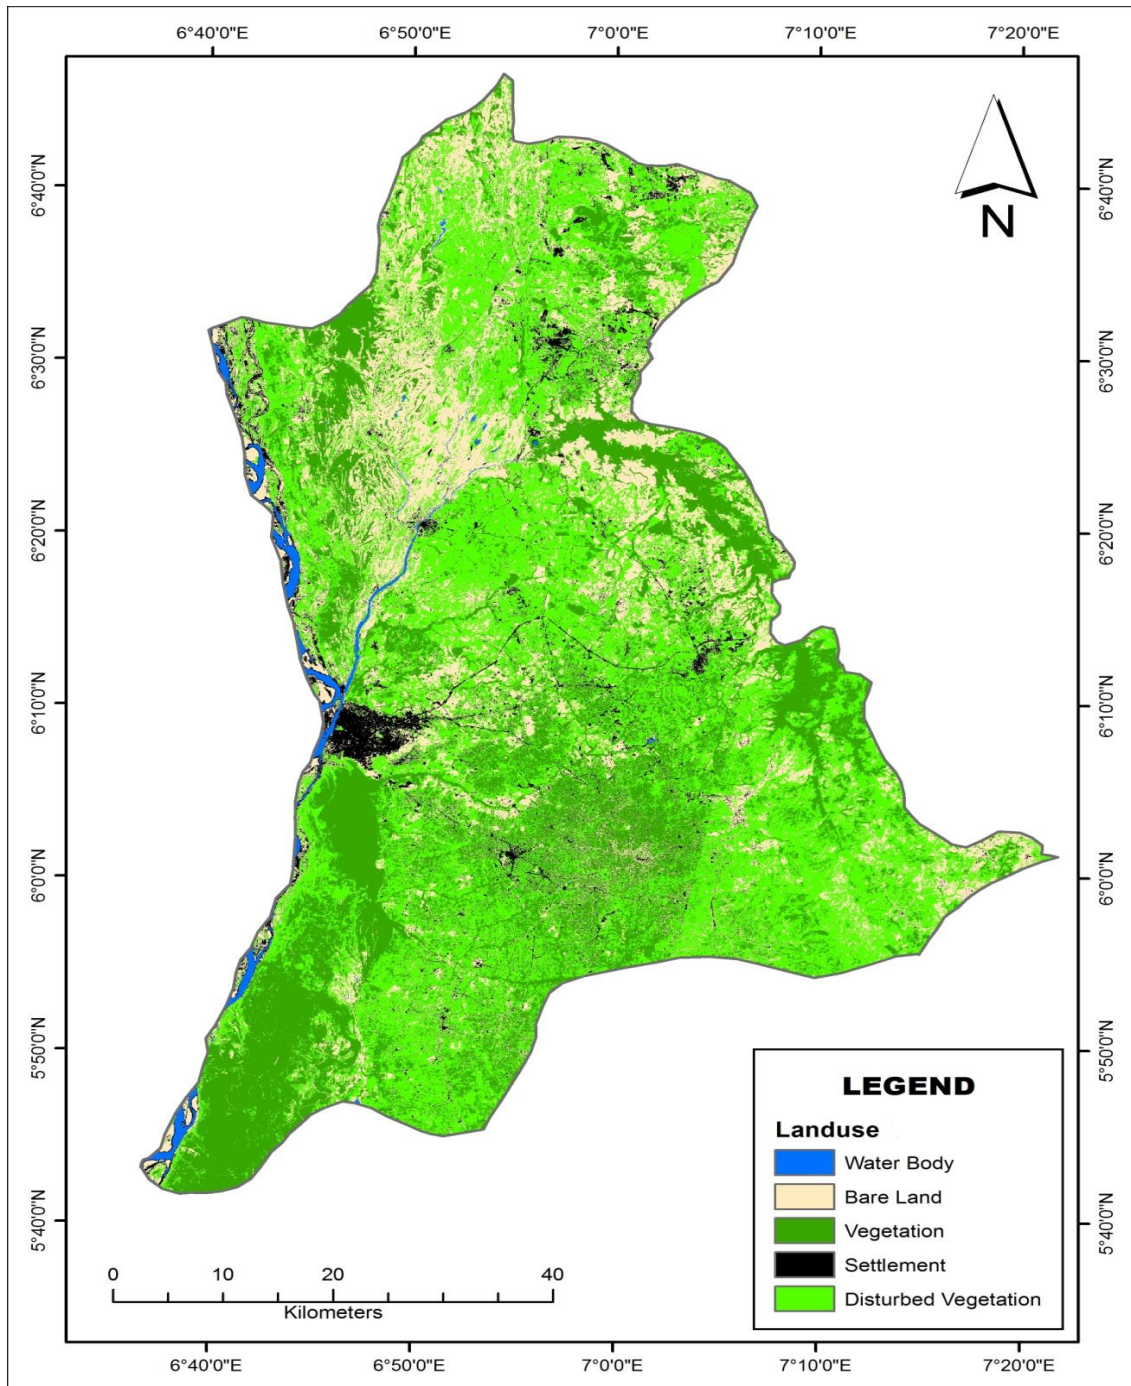 6°40'0"E 6°50'0"E 7°0'0"E 7°10'0"E 7°20'0"E
6°40'0"N 6°40'0"N
N
6°30'0"N 6°30'0"N
6°20'0"N 6°20'0"N
6°10'0"N 6°10'0"N
6°0'0"N 6°0'0"N
5°50'0"N 5°50'0"N
LEGEND
Landuse
Water Body
Bare Land
Vegetation
Settlement
Disturbed Vegetation
5°40'0"N 5°40'0"N
0 10 20 40
Kilometers
6°40'0"E 6°50'0"E 7°0'0"E 7°10'0"E 7°20'0"E